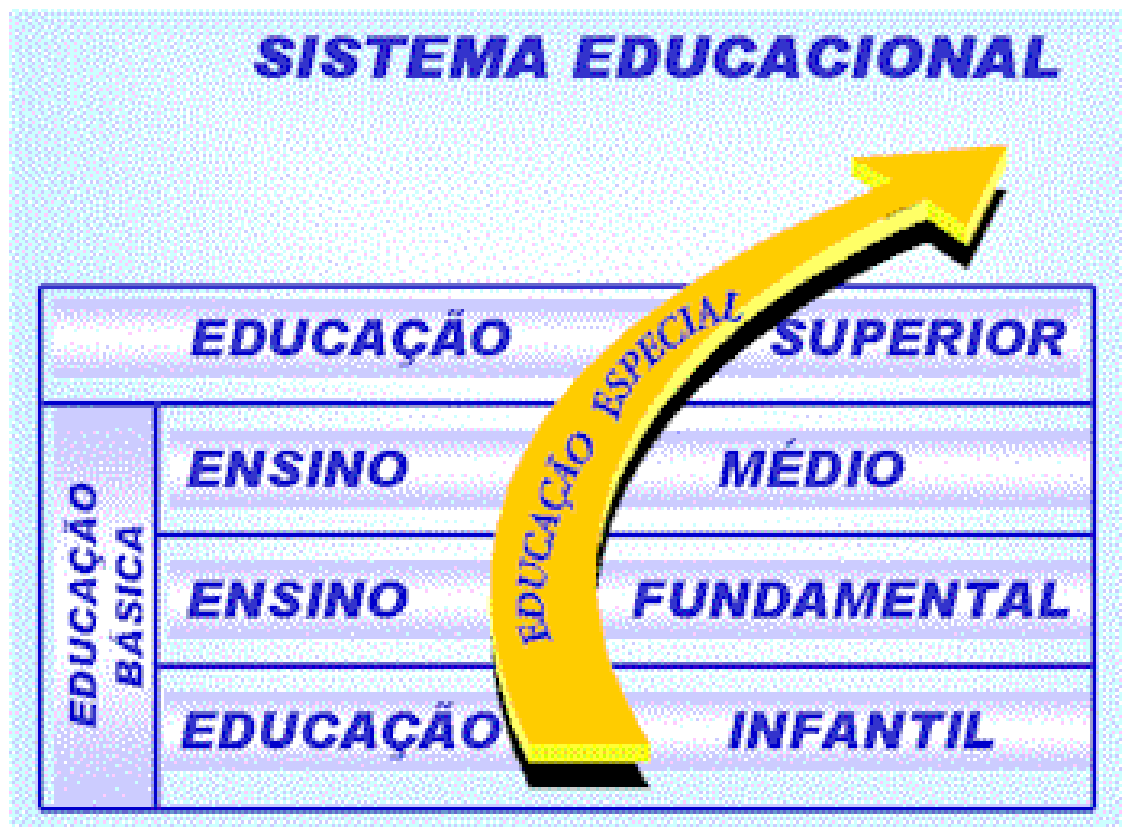 SISTEMA EDUCACIONAL
EDUCAÇÃO SUPERIOR
EDUCAÇÃO
BÁSICA
ENSINO MÉDIO
ENSINO FUNDAMENTAL
EDUCAÇÃO INFANTIL
EDUCAÇÃO ESPECIAL